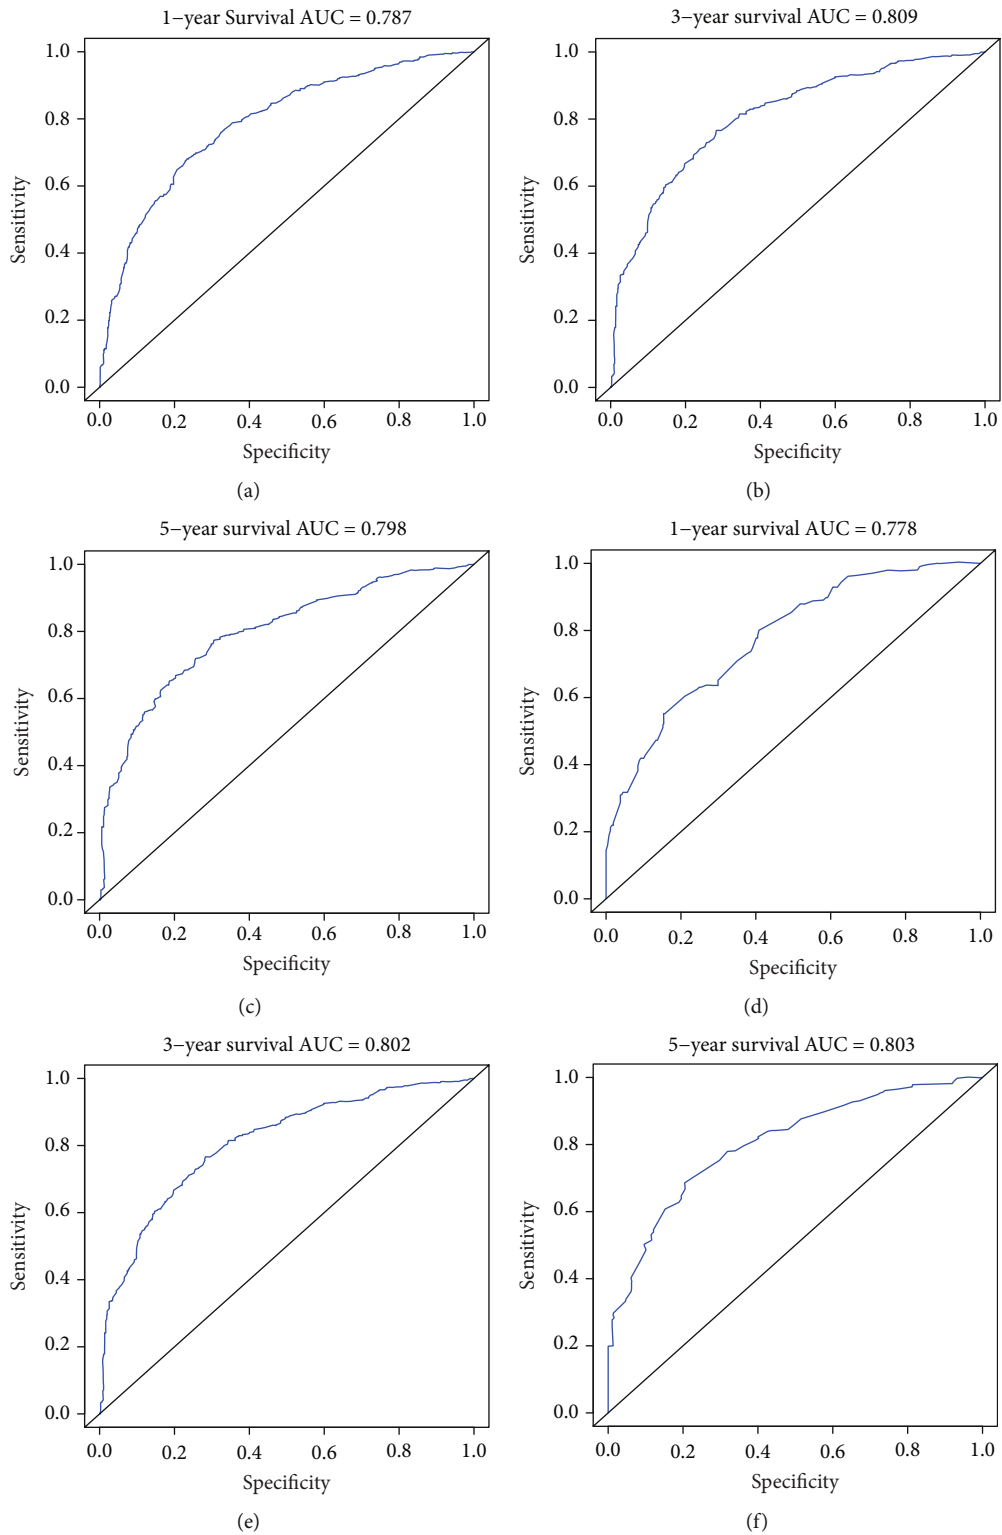 1−year Survival AUC = 0.787
1.0
0.8
0.6
0.4
0.2
0.0
Sensitivity
0.0 0.2 0.4 0.6 0.8 1.0
Specificity
(a)
3−year survival AUC = 0.809
1.0
0.8
0.6
0.4
0.2
0.0
Sensitivity
0.0 0.2 0.4 0.6 0.8 1.0
Specificity
(b)
5−year survival AUC = 0.798
1.0
0.8
0.6
0.4
0.2
0.0
Sensitivity
0.0 0.2 0.4 0.6 0.8 1.0
Specificity
(c)
1−year survival AUC = 0.778
1.0
0.8
0.6
0.4
0.2
0.0
Sensitivity
0.0 0.2 0.4 0.6 0.8 1.0
Specificity
(d)
3−year survival AUC = 0.802
1.0
0.8
0.6
0.4
0.2
0.0
Sensitivity
0.0 0.2 0.4 0.6 0.8 1.0
Specificity
(e)
5−year survival AUC = 0.803
1.0
0.8
0.6
0.4
0.2
0.0
Sensitivity
0.0 0.2 0.4 0.6 0.8 1.0
Specificity
(f)